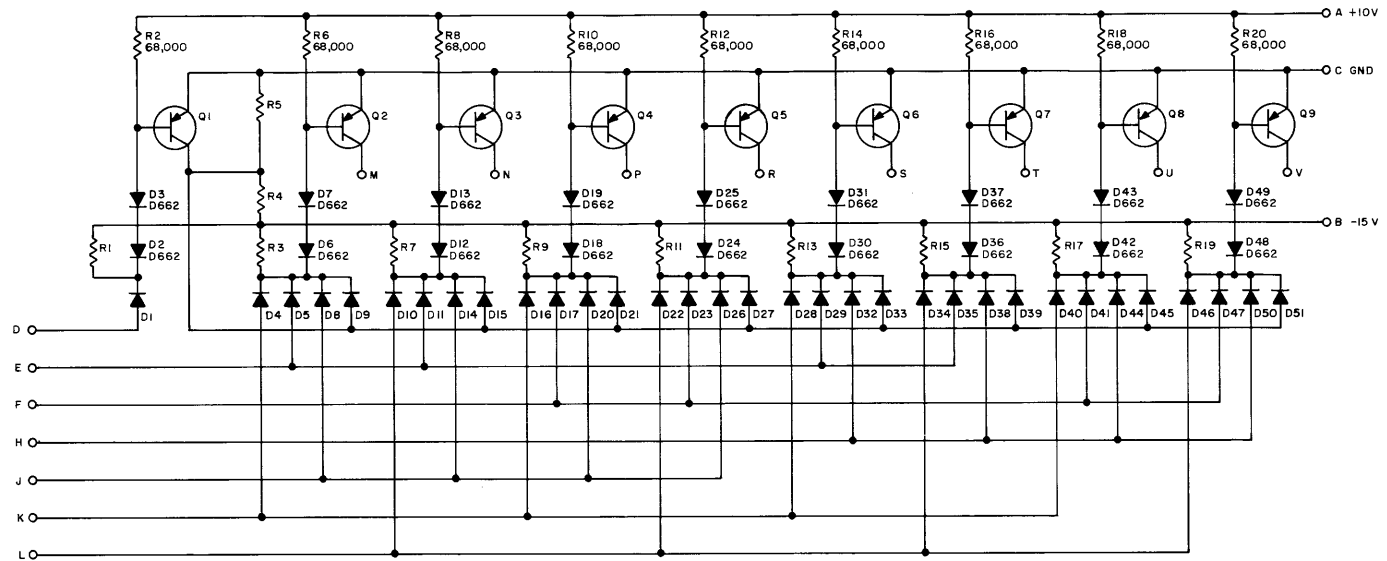 A +10V
R2 68,000
R6 68,000
R8 68,000
R10 68,000
R12 68,000
R14 68,000
R16 68,000
R18 68,000
R20 68,000
C GND
R5
Q1
Q2
Q3
Q4
Q5
Q6
Q7
Q8
Q9
M
N
P
R
S
T
U
V
D3 D662
R4
D7 D662
D13 D662
D19 D662
D25 D662
D31 D662
D37 D662
D43 D662
D49 D662
B -15V
R1
D2 D662
R3
D6 D662
R7
D12 D662
R9
D18 D662
R11
D24 D662
R13
D30 D662
R15
D36 D662
R17
D42 D662
R19
D48 D662
D1
D4
D5
D8
D9
D10
D11
D14
D15
D16
D17
D20
D21
D22
D23
D26
D27
D28
D29
D32
D33
D34
D35
D38
D39
D40
D41
D44
D45
D46
D47
D50
D51
D
E
F
H
J
K
L